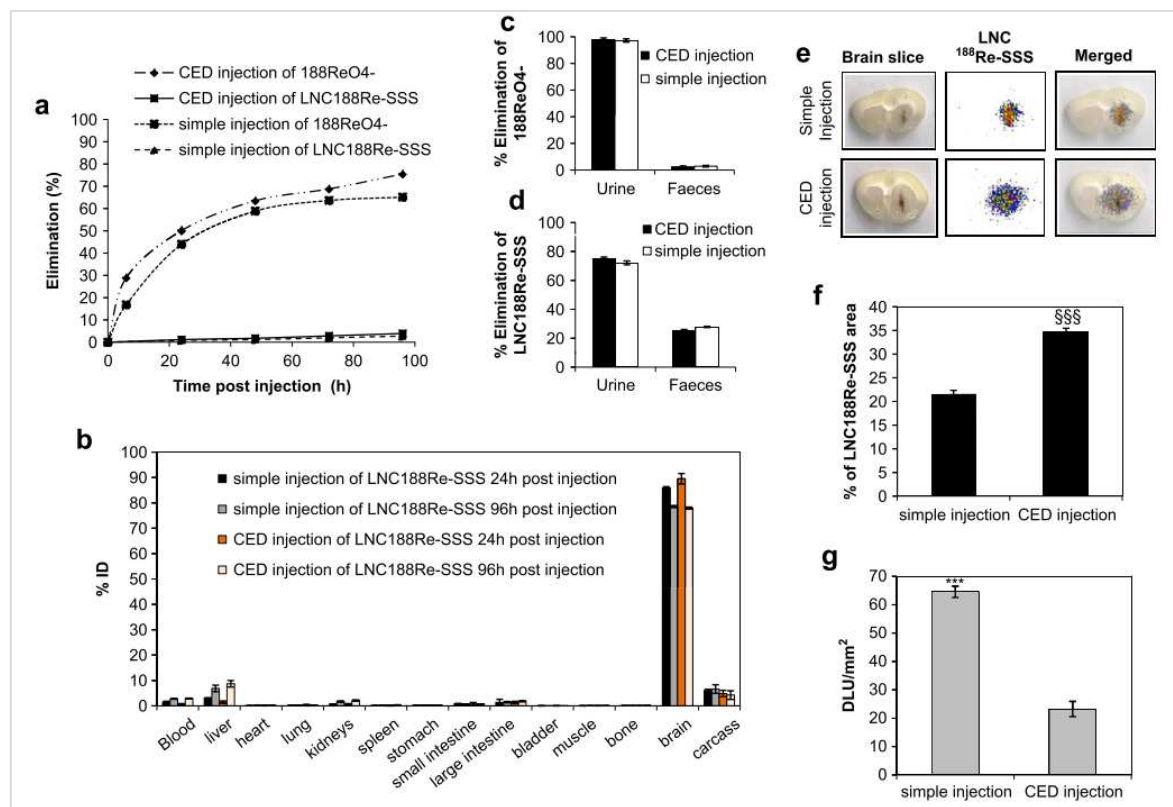 a
CED injection of 188ReO4-
CED injection of LNC188Re-SSS
simple injection of 188ReO4-
simple injection of LNC188Re-SSS
Elimination (%)
100
90
80
70
60
50
40
30
20
10
0
0
20
40
60
80
100
Time post injection (h)
b
% ID
100
90
80
70
60
50
40
30
20
10
0
simple injection of LNC188Re-SSS 24h post injection
simple injection of LNC188Re-SSS 96h post injection
CED injection of LNC188Re-SSS 24h post injection
CED injection of LNC188Re-SSS 96h post injection
Blood
liver
heart
lung
kidneys
spleen
stomach
small intestine
large intestine
bladder
muscle
bone
brain
carcass
c
% Elimination of
188ReO4-
100
80
60
40
20
0
CED injection
simple injection
Urine
Faeces
d
% Elimination of
LNC188Re-SSS
100
80
60
40
20
0
CED injection
simple injection
Urine
Faeces
e
Brain slice
LNC
188Re-SSS
Merged
Simple
Injection
CED
injection
f
% of LNC188Re-SSS area
40
35
30
25
20
15
10
5
0
§§§
simple injection
CED injection
g
DLU/mm²
70
60
50
40
30
20
10
0
***
simple injection
CED injection